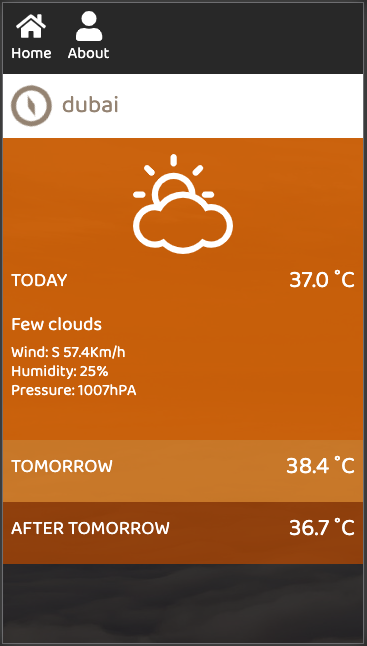 Home About
dubai
TODAY 37.0 °C
Few clouds
Wind: S 57.4Km/h
Humidity: 25%
Pressure: 1007hPA
TOMORROW 38.4 °C
AFTER TOMORROW 36.7 °C